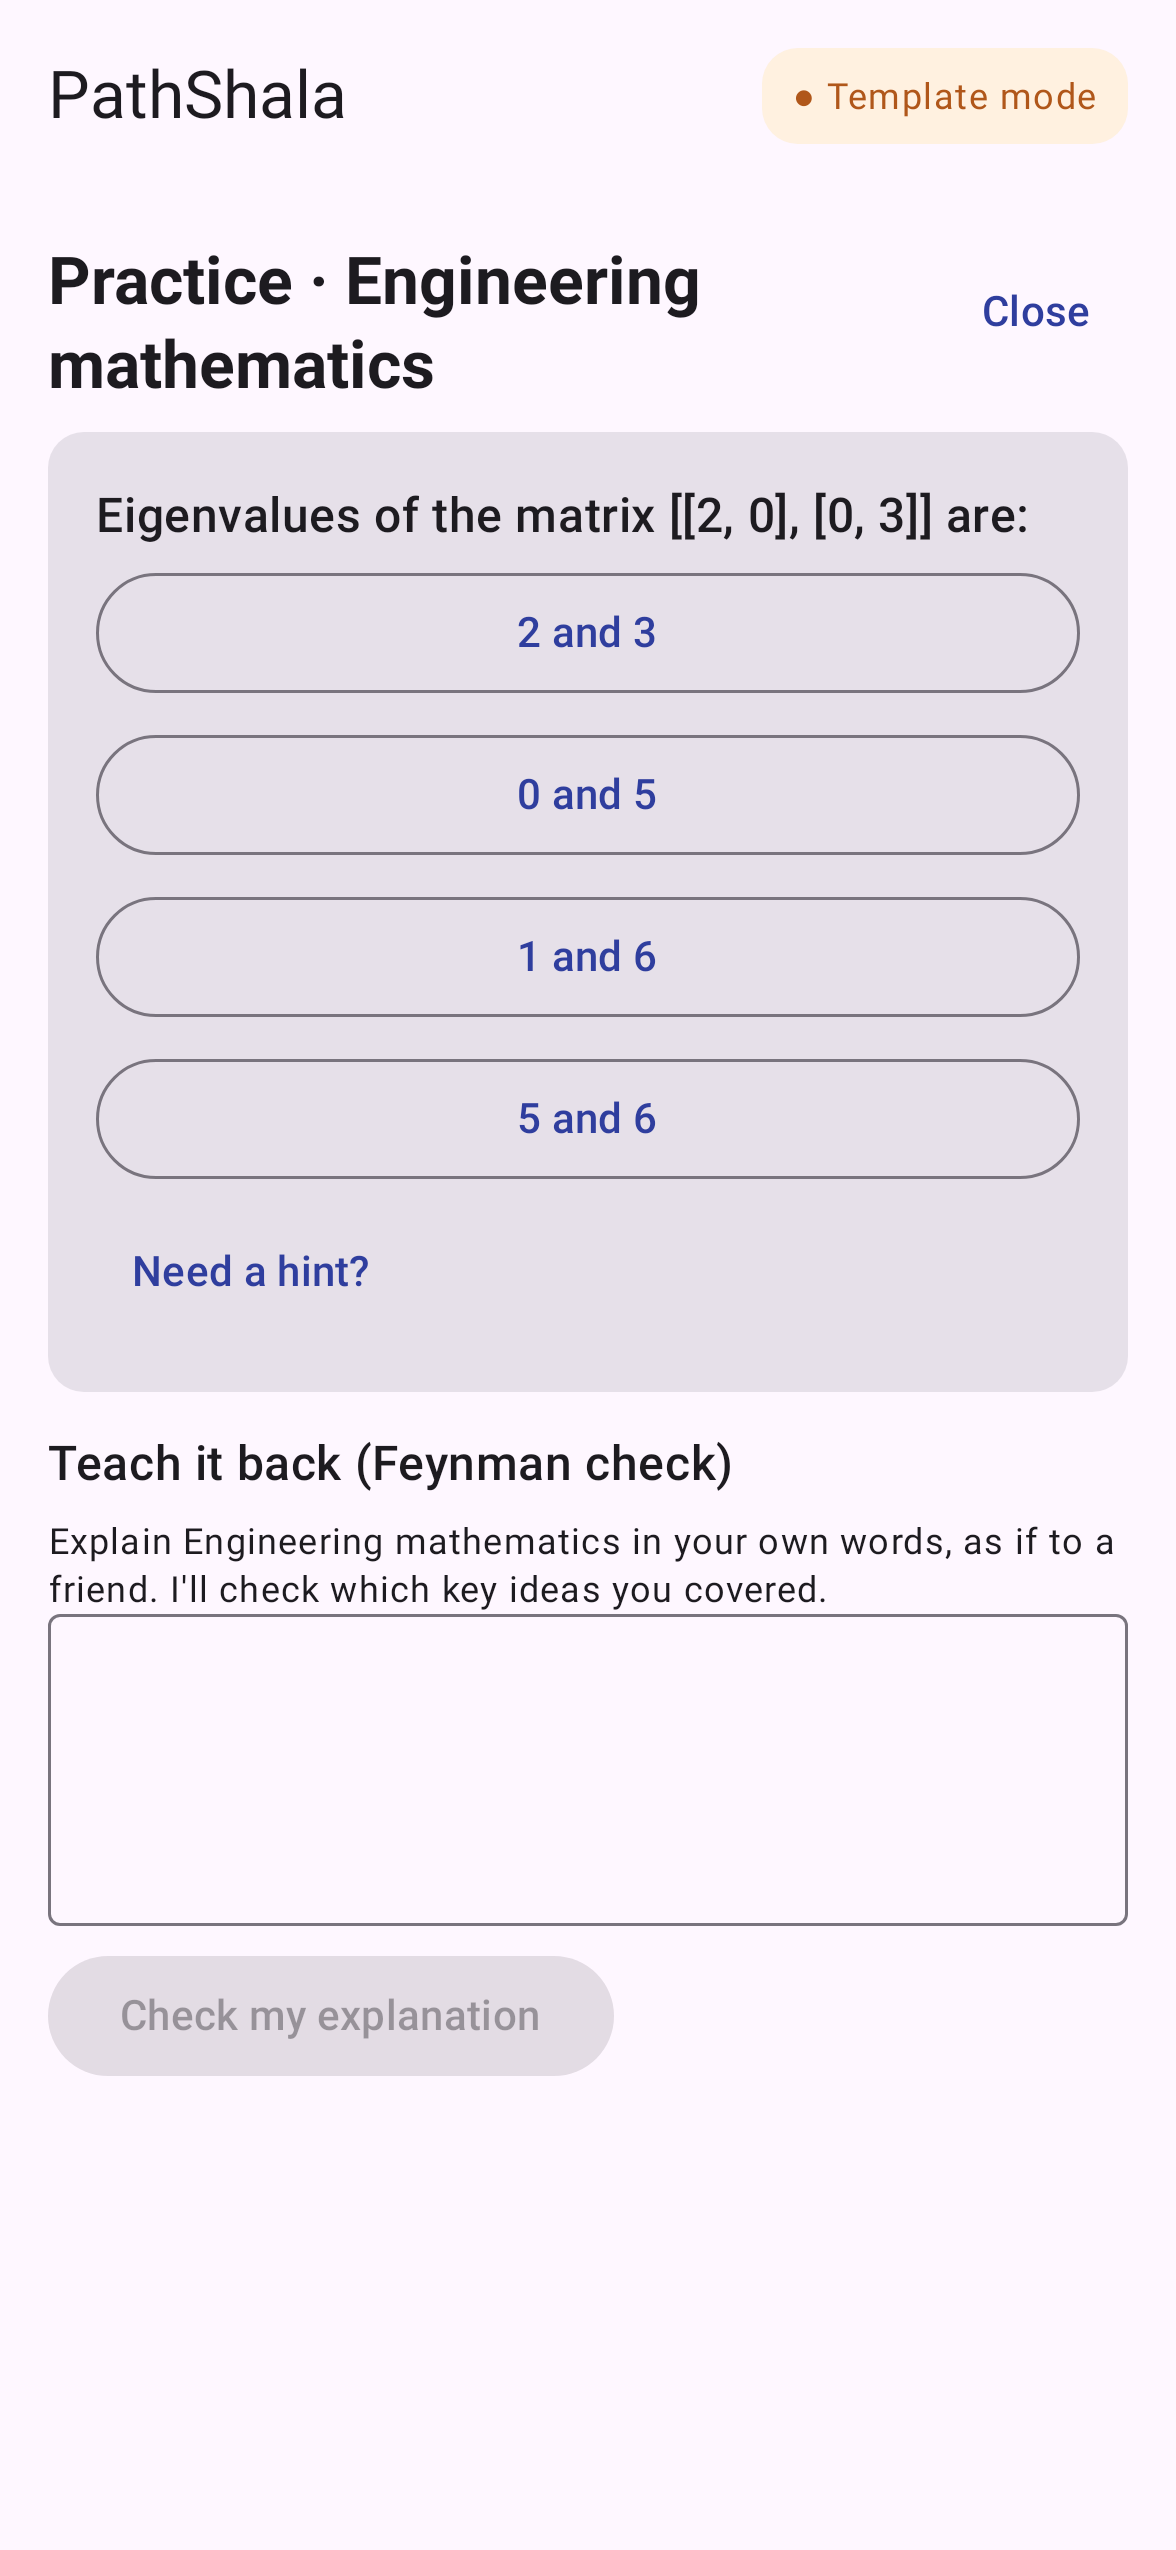 PathShala
Template mode
Practice · Engineering
mathematics
Close
Eigenvalues of the matrix [[2, 0], [0, 3]] are:
2 and 3
0 and 5
1 and 6
5 and 6
Need a hint?
Teach it back (Feynman check)
Explain Engineering mathematics in your own words, as if to a
friend. I'll check which key ideas you covered.
Check my explanation